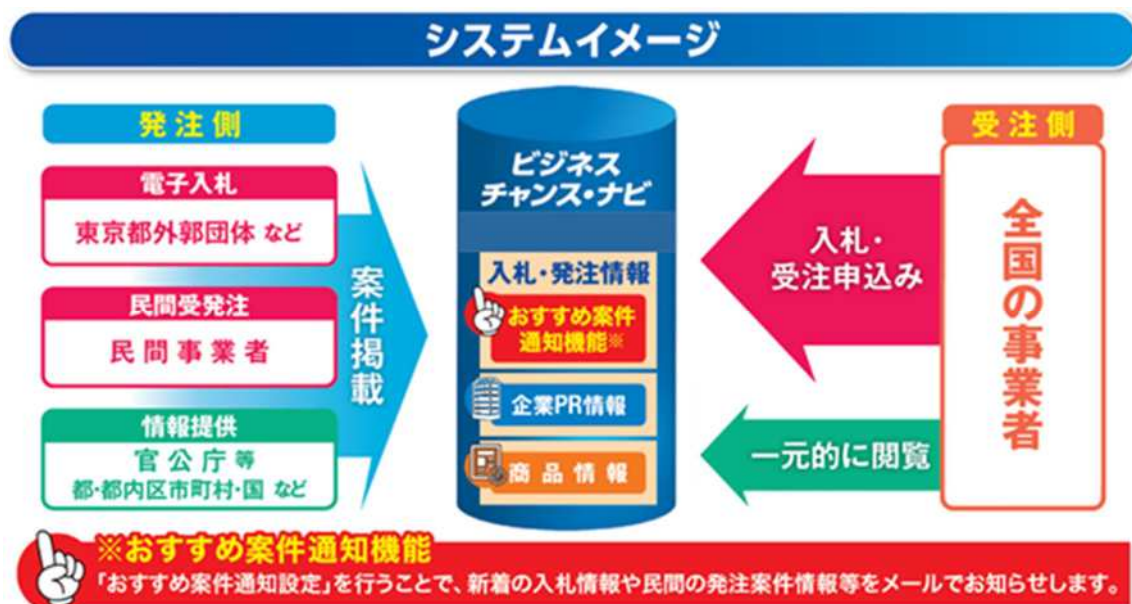 システムイメージ
発注側
電子入札
東京都外郭団体 など
民間受発注
民間事業者
情報提供
官公庁等
都・都内区市町村・国 など
案件掲載
ビジネス
チャンス・ナビ
入札・発注情報
おすすめ案件
通知機能※
企業PR情報
商品情報
入札・
受注申込み
一元的に閲覧
受注側
全国の事業者
※おすすめ案件通知機能
「おすすめ案件通知設定」を行うことで、新着の入札情報や民間の発注案件情報等をメールでお知らせします。